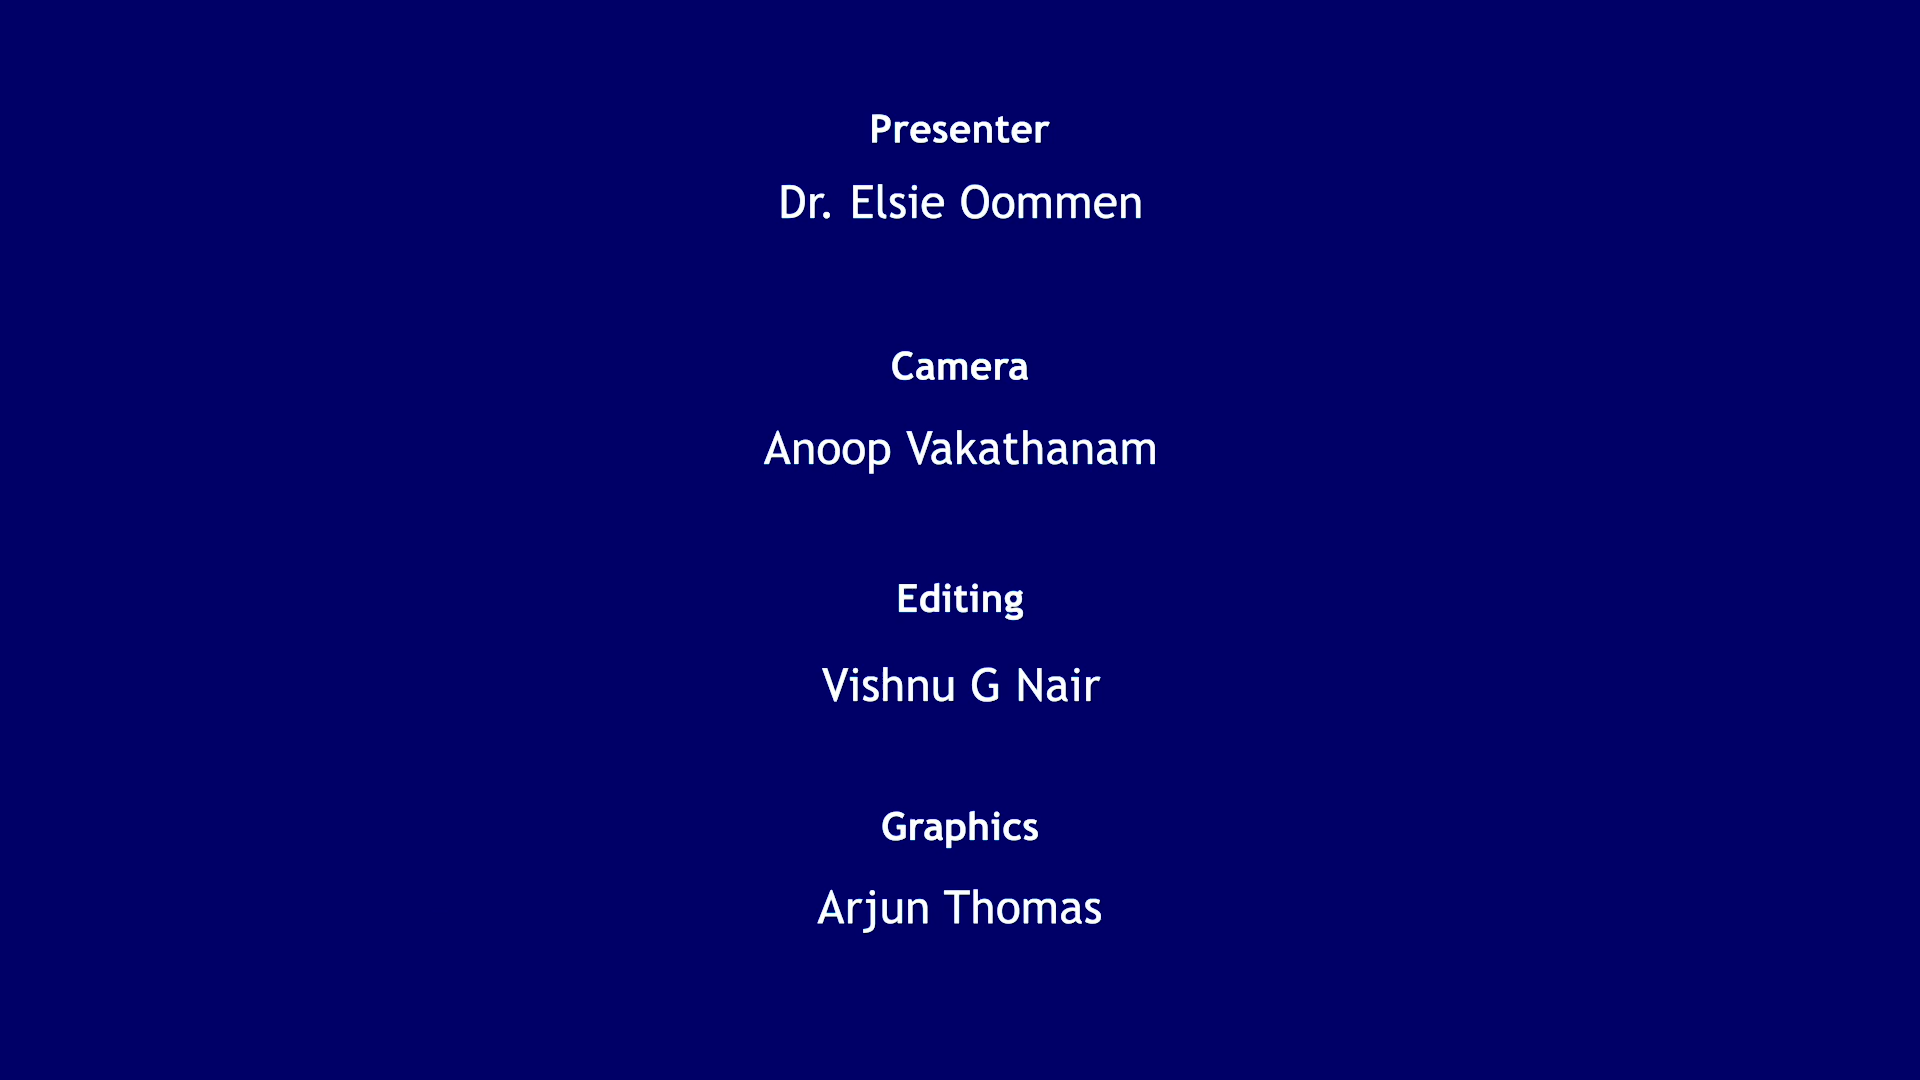 Presenter
Dr. Elsie Oommen
Camera
Anoop Vakathanam
Editing
Vishnu G Nair
Graphics
Arjun Thomas